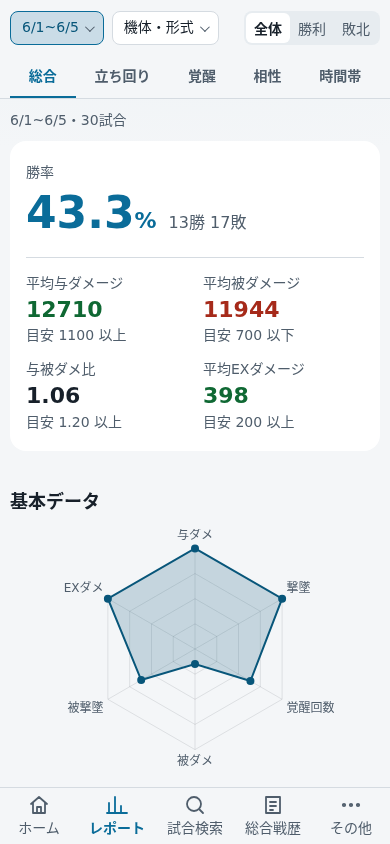 6/1~6/5
機体・形式
全体 勝利 敗北
総合 立ち回り 覚醒 相性 時間帯
6/1~6/5・30試合
勝率
43.3% 13勝 17敗
平均与ダメージ 平均被ダメージ
12710 11944
目安 1100 以上 目安 700 以下
与被ダメ比 平均EXダメージ
1.06 398
目安 1.20 以上 目安 200 以上
基本データ
与ダメ
EXダメ 撃墜
被撃墜 覚醒回数
被ダメ
ホーム レポート 試合検索 総合戦歴 その他